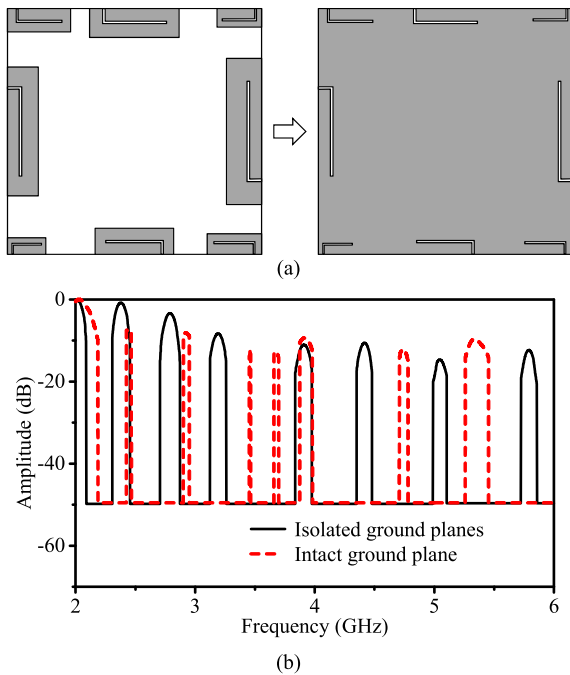 (a)
0
-20
-40
-60
Amplitude (dB)
Isolated ground planes
Intact ground plane
2
3
4
5
6
Frequency (GHz)
(b)